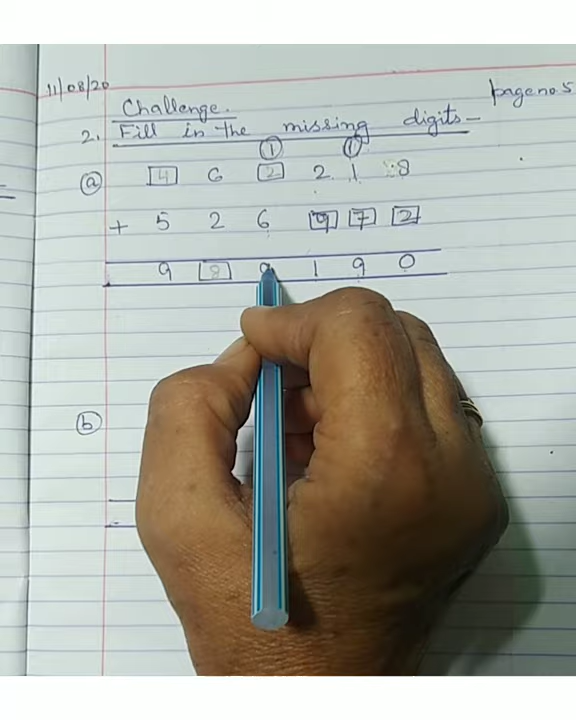 11/08/20
page no 5
Challenge.
2. Fill in the missing digits-
1 1
a 4 6 2 2 1 8
+ 5 2 6 9 7 2
9 8 9 1 9 0
b